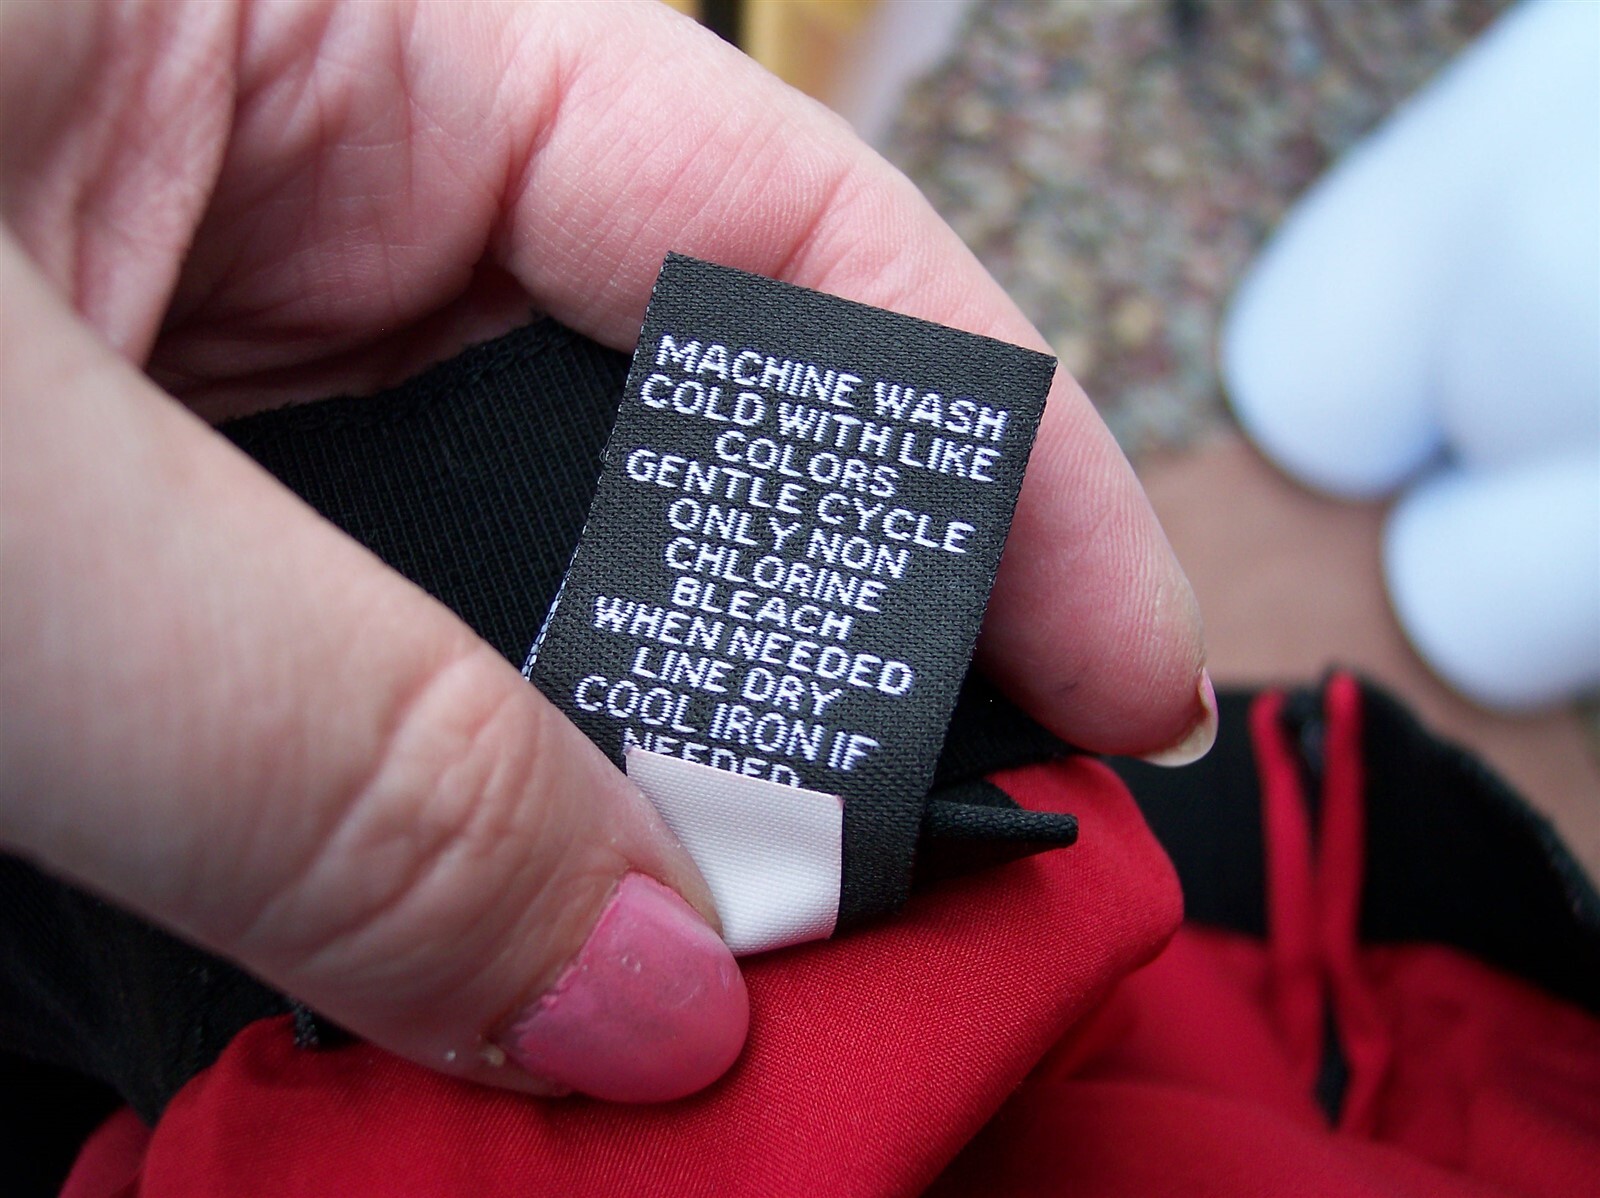 MACHINE WASH
COLD WITH LIKE
COLORS
GENTLE CYCLE
ONLY NON
CHLORINE
BLEACH
WHEN NEEDED
LINE DRY
COOL IRON IF
NEEDED